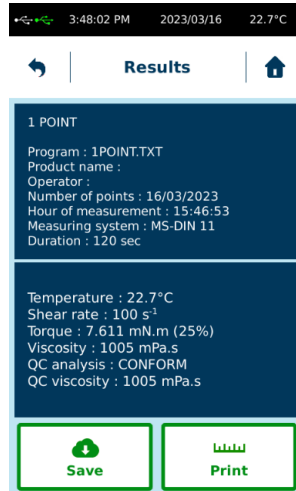 3:48:02 PM 2023/03/16 22.7°C
Results
1 POINT
Program : 1POINT.TXT
Product name :
Operator :
Number of points : 16/03/2023
Hour of measurement : 15:46:53
Measuring system : MS-DIN 11
Duration : 120 sec
Temperature : 22.7°C
Shear rate : 100 s⁻¹
Torque : 7.611 mN.m (25%)
Viscosity : 1005 mPa.s
QC analysis : CONFORM
QC viscosity : 1005 mPa.s
Save Print